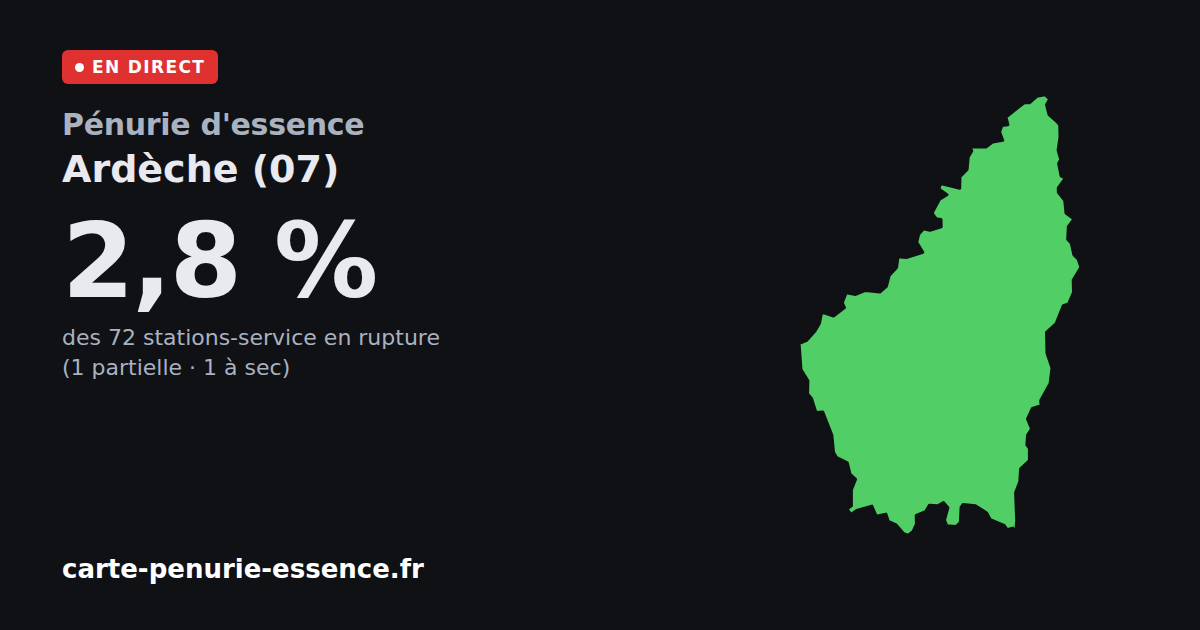 EN DIRECT
Pénurie d'essence
Ardèche (07)
2,8 %
des 72 stations-service en rupture
(1 partielle · 1 à sec)
carte-penurie-essence.fr